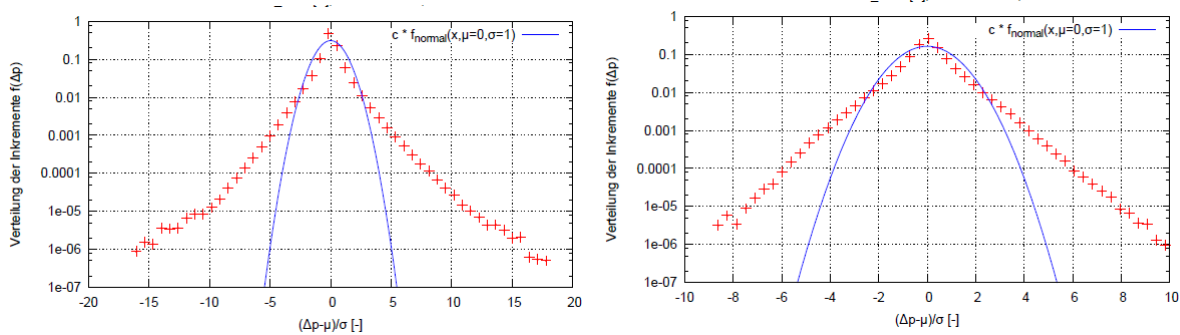 c * fnormal(x,μ=0,σ=1)
Verteilung der Inkremente f(Δp)
1
0.1
0.01
0.001
0.0001
1e-05
1e-06
1e-07
-20
-15
-10
-5
0
5
10
15
20
(Δp-μ)/σ [-]
c * fnormal(x,μ=0,σ=1)
Verteilung der Inkremente f(Δp)
1
0.1
0.01
0.001
0.0001
1e-05
1e-06
1e-07
-10
-8
-6
-4
-2
0
2
4
6
8
10
(Δp-μ)/σ [-]